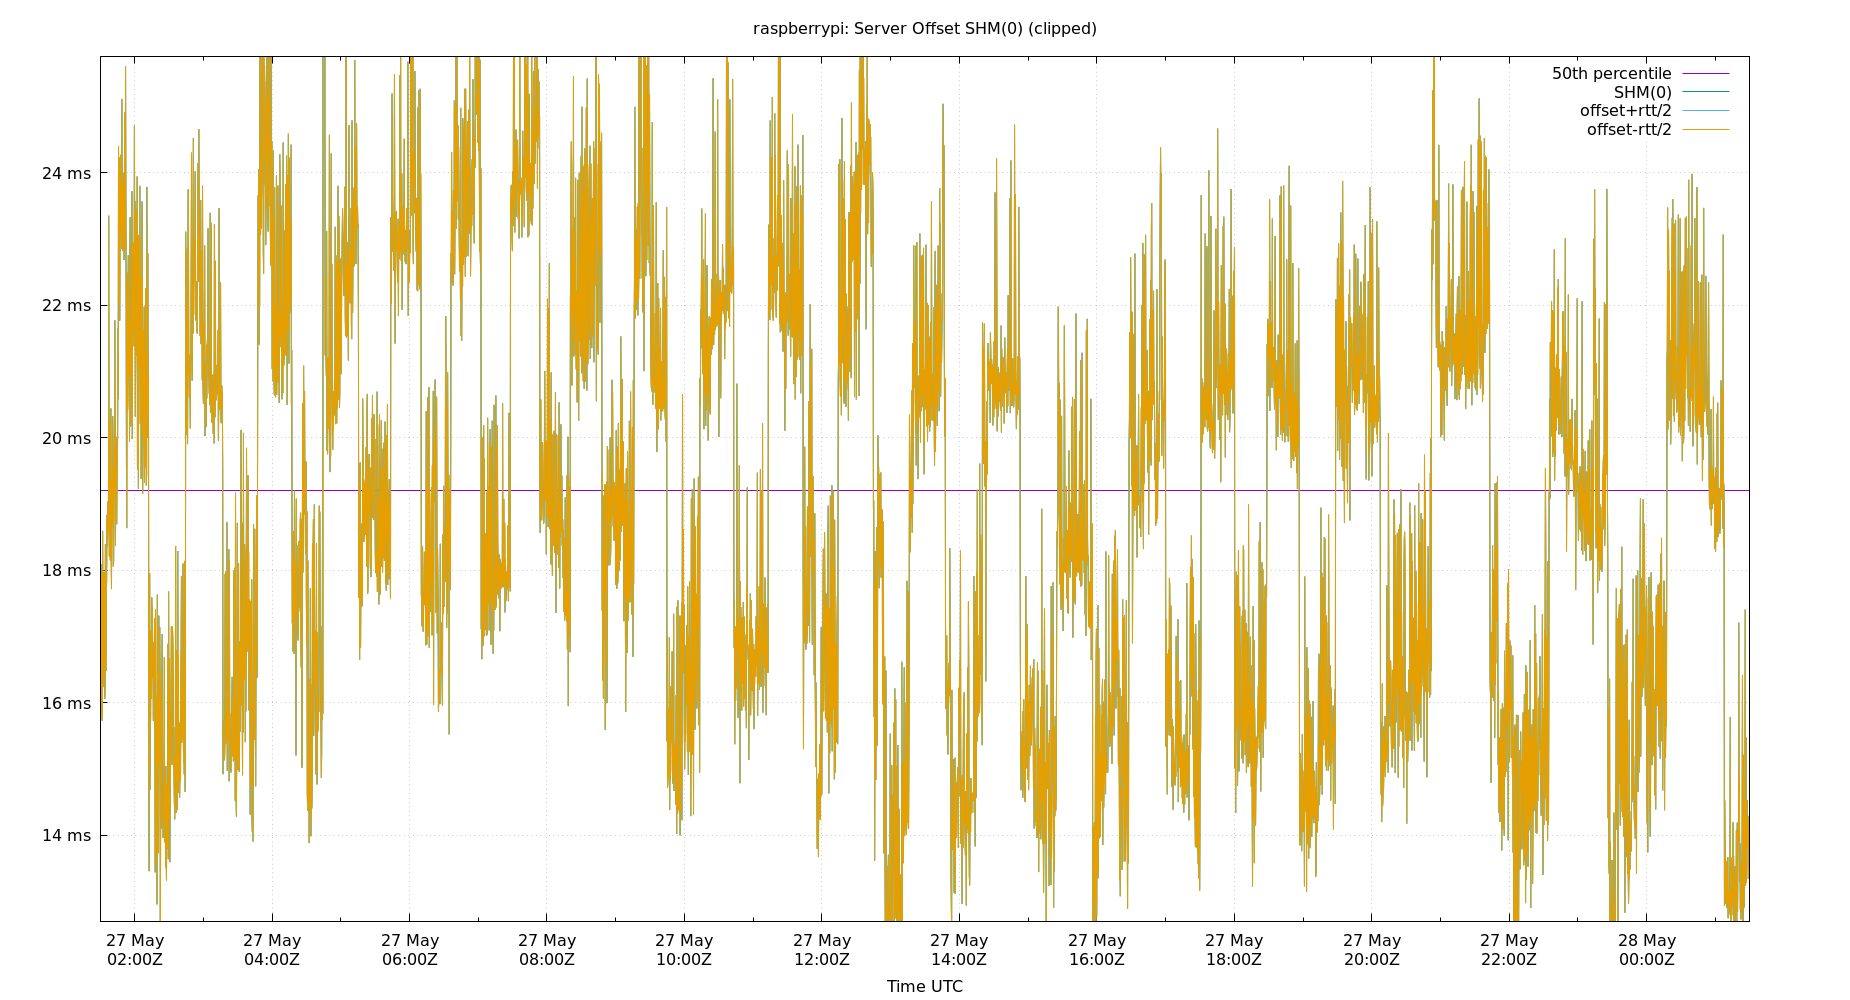 raspberrypi: Server Offset SHM(0) (clipped)
50th percentile
SHM(0)
offset+rtt/2
offset-rtt/2
24 ms
22 ms
20 ms
18 ms
16 ms
14 ms
27 May 27 May 27 May 27 May 27 May 27 May 27 May 27 May 27 May 27 May 27 May 28 May
02:00Z 04:00Z 06:00Z 08:00Z 10:00Z 12:00Z 14:00Z 16:00Z 18:00Z 20:00Z 22:00Z 00:00Z
Time UTC